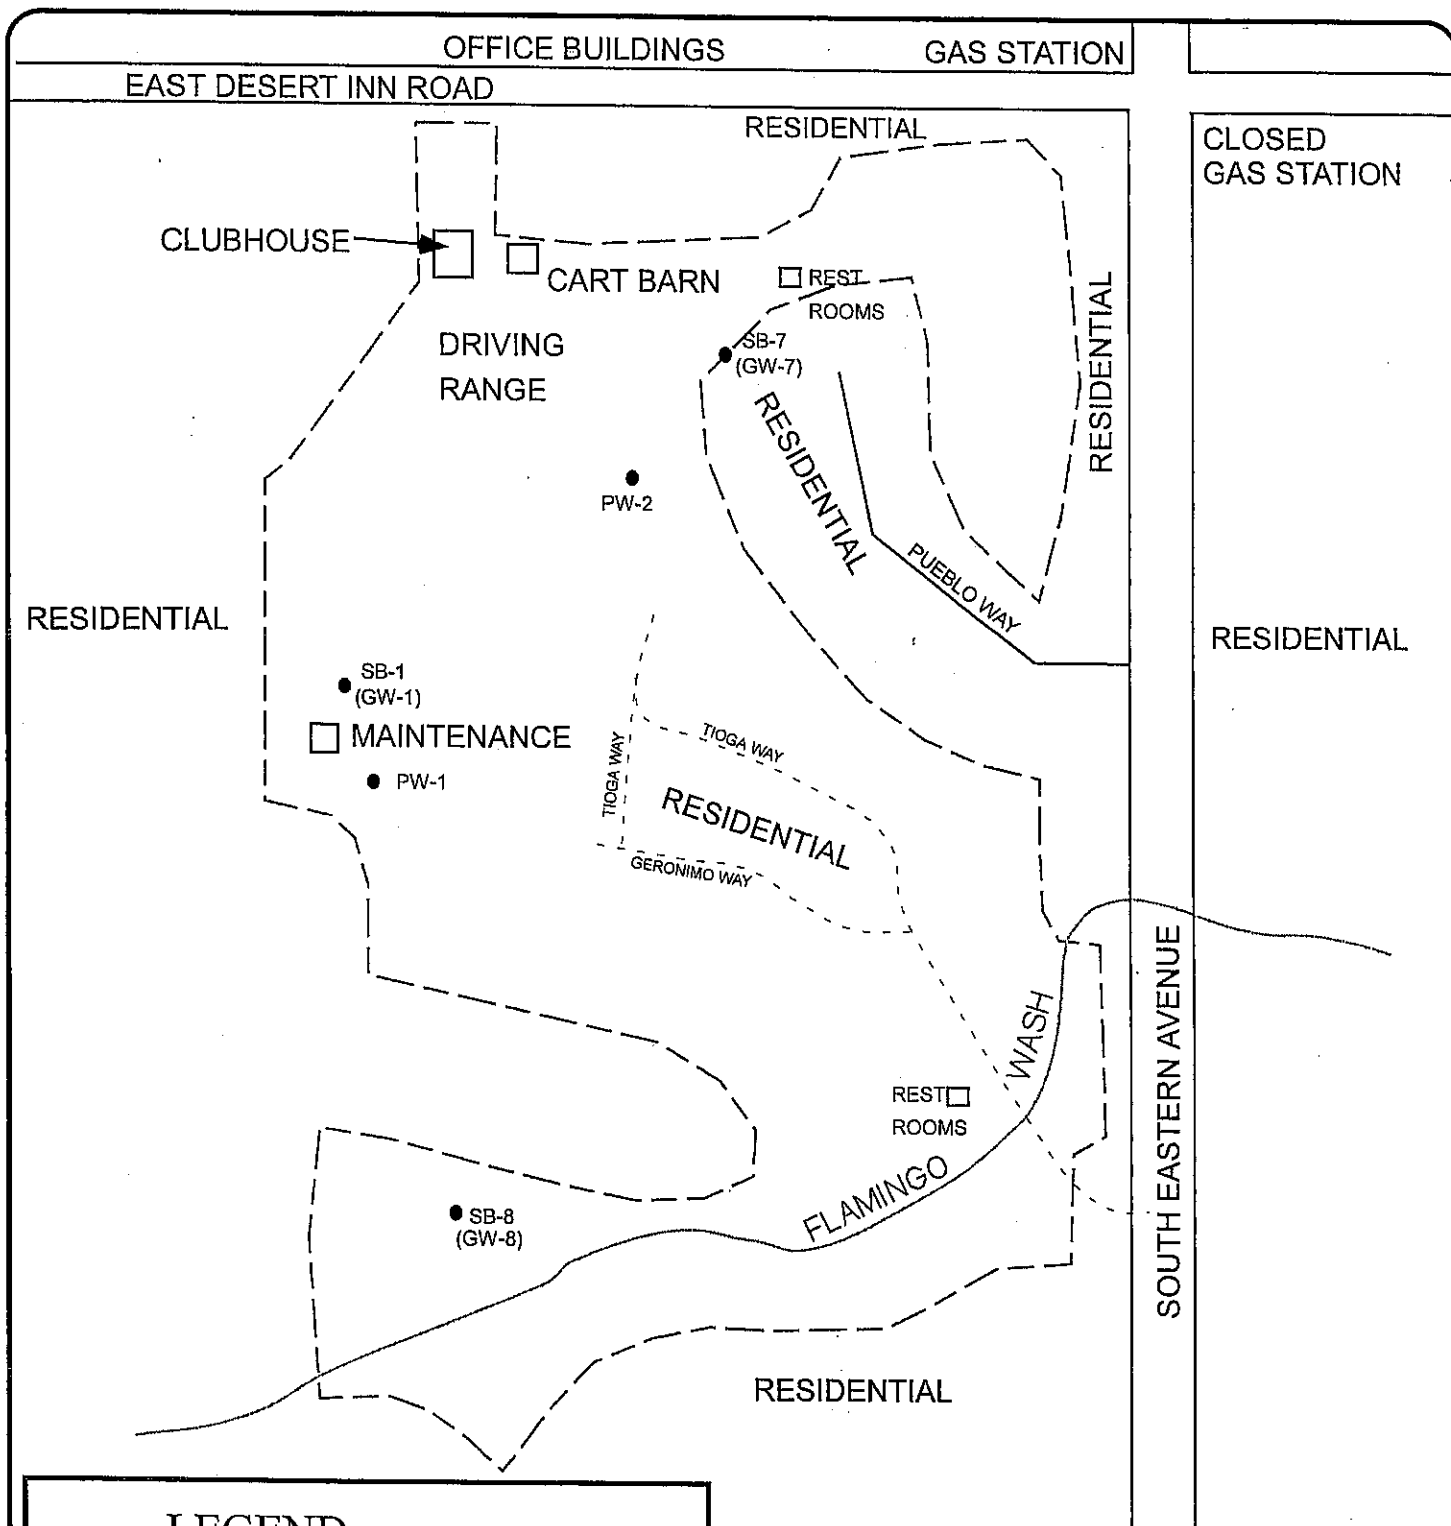 OFFICE BUILDINGS
GAS STATION
EAST DESERT INN ROAD
RESIDENTIAL
CLOSED
GAS STATION
CLUBHOUSE
CART BARN
REST
ROOMS
DRIVING
RANGE
SB-7
(GW-7)
RESIDENTIAL
RESIDENTIAL
PW-2
PUEBLO WAY
RESIDENTIAL
RESIDENTIAL
SB-1
(GW-1)
MAINTENANCE
PW-1
TIOGA WAY
TIOGA WAY
RESIDENTIAL
GERONIMO WAY
SOUTH EASTERN AVENUE
REST
ROOMS
FLAMINGO WASH
SB-8
(GW-8)
RESIDENTIAL
LEGEND